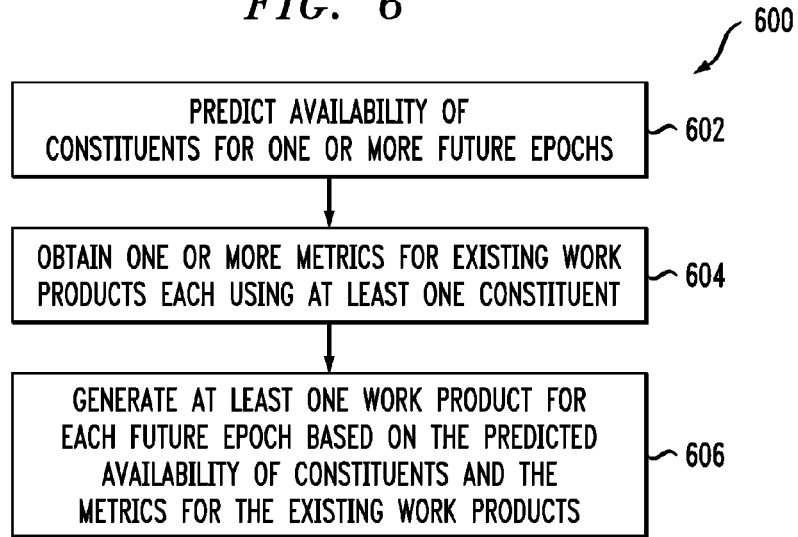 FIG. 6
600
PREDICT AVAILABILITY OF
CONSTITUENTS FOR ONE OR MORE FUTURE EPOCHS
602
OBTAIN ONE OR MORE METRICS FOR EXISTING WORK
PRODUCTS EACH USING AT LEAST ONE CONSTITUENT
604
GENERATE AT LEAST ONE WORK PRODUCT FOR
EACH FUTURE EPOCH BASED ON THE PREDICTED
AVAILABILITY OF CONSTITUENTS AND THE
METRICS FOR THE EXISTING WORK PRODUCTS
606